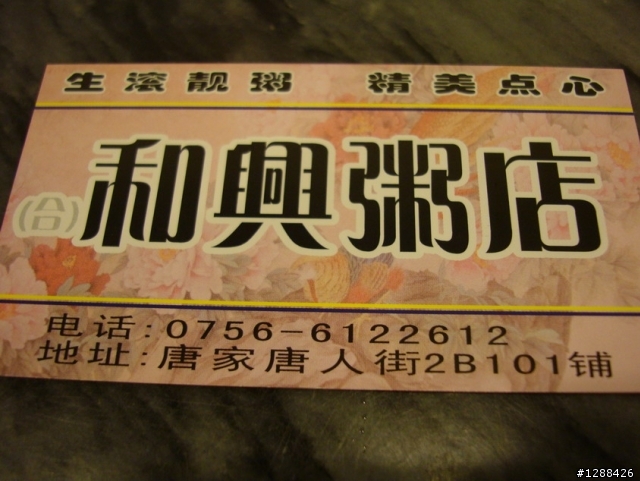 生滚靓粥 精美点心
(合)和興粥店
电话:0756-6122612
地址:唐家唐人街2B101铺
#1288426